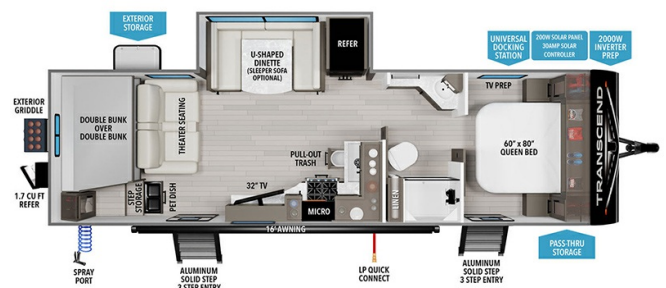 EXTERIOR
STORAGE
U-SHAPED
DINETTE
(SLEEPER SOFA
OPTIONAL)
REFER
UNIVERSAL
DOCKING
STATION
200W SOLAR PANEL
30AMP SOLAR
CONTROLLER
2000W
INVERTER
PREP
TV PREP
EXTERIOR
GRIDDLE
DOUBLE BUNK
OVER
DOUBLE BUNK
THEATER SEATING
60" x 80"
QUEEN BED
TRANSCEND
PULL-OUT
TRASH
1.7 CU FT
REFER
STEP
STORAGE
PET DISH
32" TV
MICRO
LINEN
16' AWNING
SPRAY
PORT
ALUMINUM
SOLID STEP
3 STEP ENTRY
LP QUICK
CONNECT
ALUMINUM
SOLID STEP
3 STEP ENTRY
PASS-THRU
STORAGE